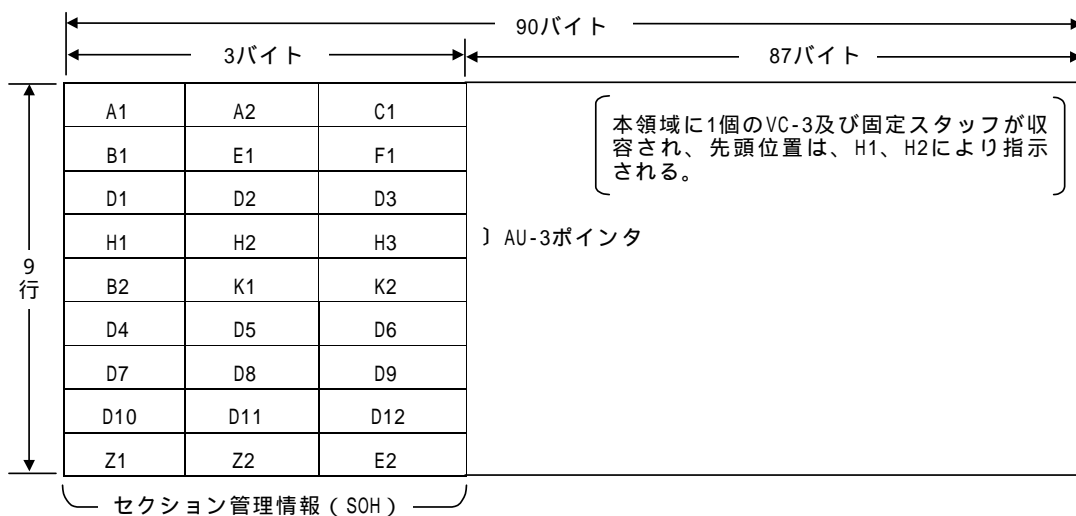 90バイト
3バイト
87バイト
A1 A2 C1
本領域に1個のVC-3及び固定スタッフが収
容され、先頭位置は、H1、H2により指示
される。
B1 E1 F1
D1 D2 D3
H1 H2 H3 〕AU-3ポインタ
9
行
B2 K1 K2
D4 D5 D6
D7 D8 D9
D10 D11 D12
Z1 Z2 E2
セクション管理情報(SOH)